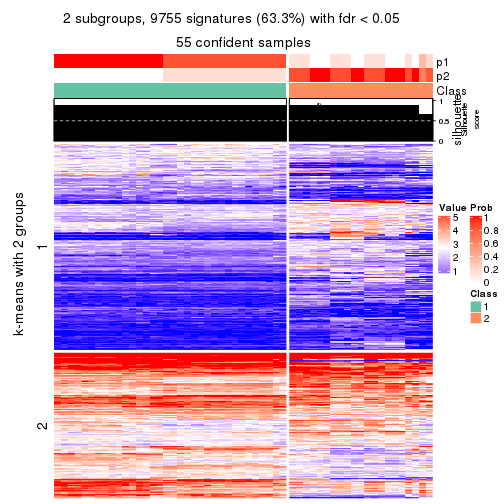 2 subgroups, 9755 signatures (63.3%) with fdr < 0.05
55 confident samples
p1
p2
Class
1
0.5
0
silhouette
Silhouette
score
k-means with 2 groups
1
2
Value
5
4
3
2
1
Prob
1
0.8
0.6
0.4
0.2
0
Class
1
2